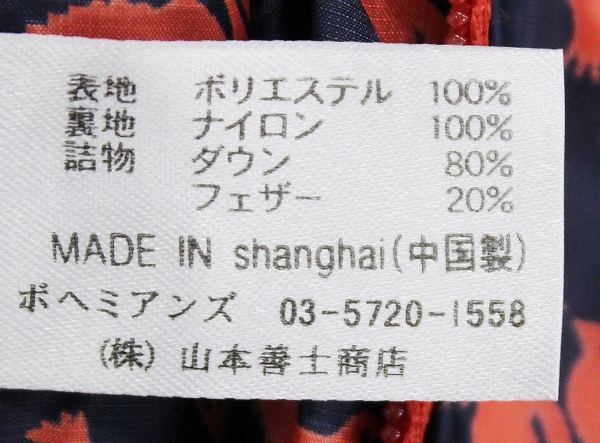 表地 ポリエステル 100%
裏地 ナイロン 100%
詰物 ダウン 80%
フェザー 20%
MADE IN shanghai(中国製)
ボヘミアンズ 03-5720-1558
(株) 山本善士商店